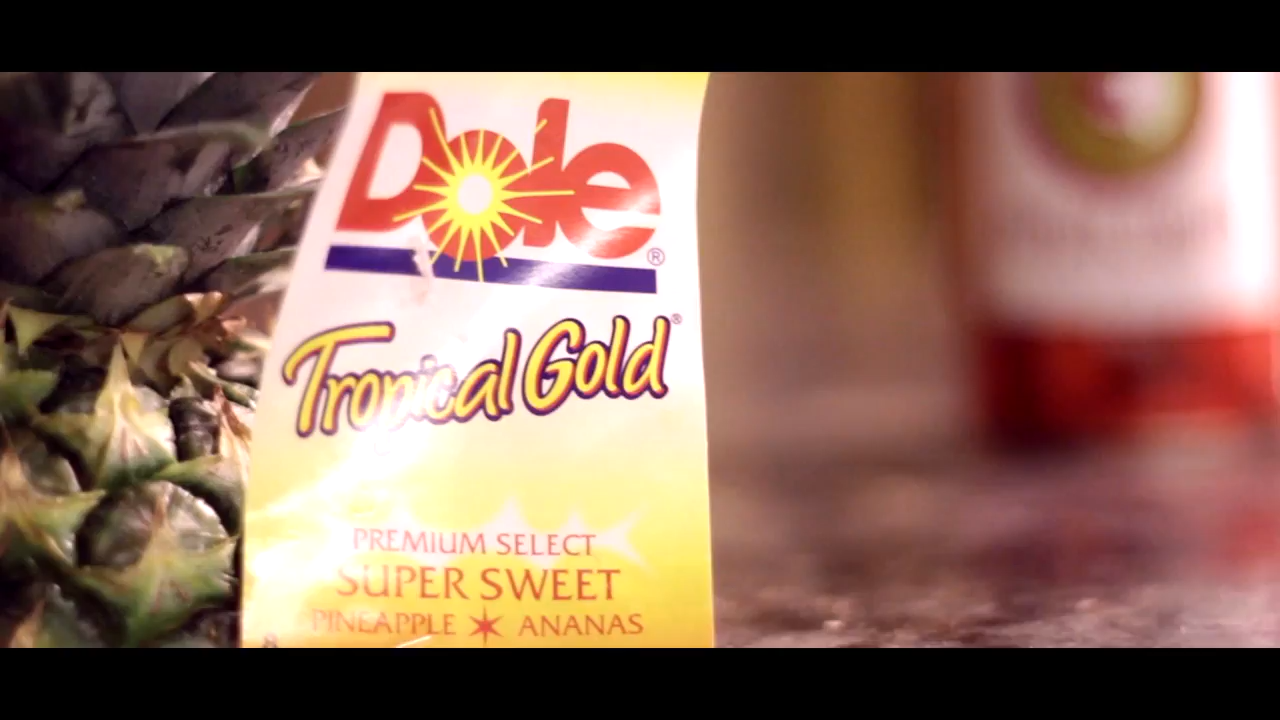 Dole®
Tropical Gold®
PREMIUM SELECT
SUPER SWEET
PINEAPPLE ✶ ANANAS